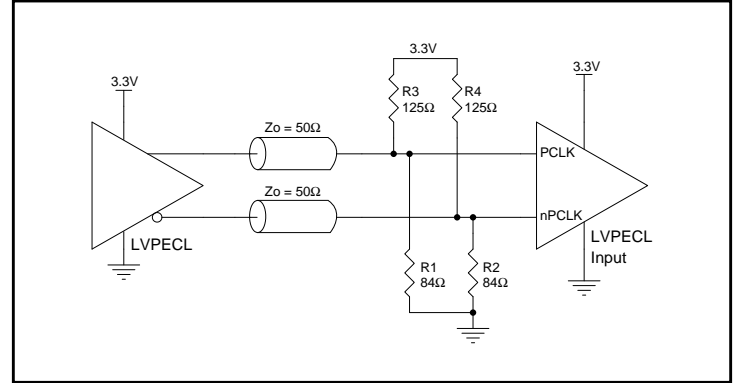 3.3V
3.3V
3.3V
R3
125Ω
R4
125Ω
Zo = 50Ω
PCLK
Zo = 50Ω
nPCLK
LVPECL
LVPECL
Input
R1
84Ω
R2
84Ω